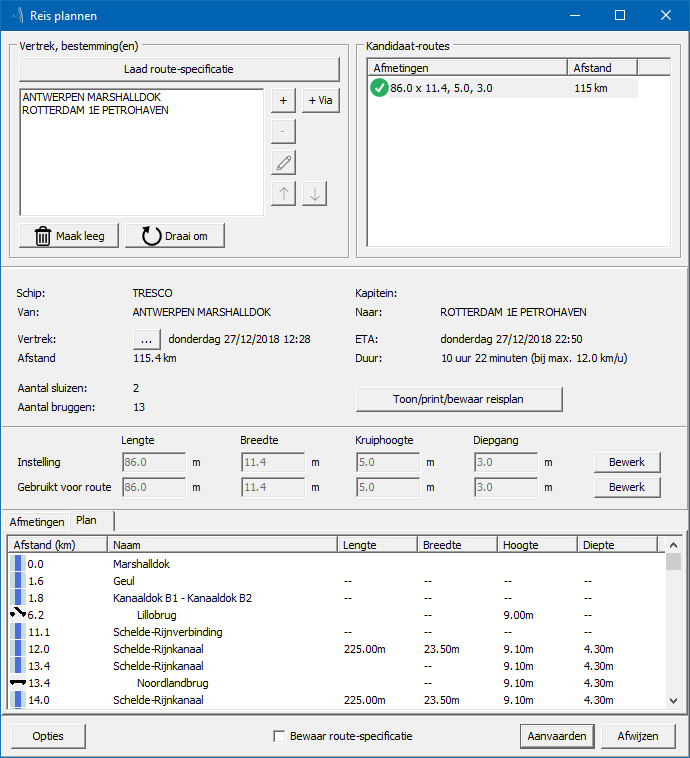 Reis plannen
Vertrek, bestemming(en)
Laad route-specificatie
ANTWERPEN MARSHALLDOK
ROTTERDAM 1E PETROHAVEN
+
+ Via
-
Maak leeg
Draai om
Kandidaat-routes
Afmetingen Afstand
86.0 x 11.4, 5.0, 3.0 115 km
Schip: TRESCO Kapitein:
Van: ANTWERPEN MARSHALLDOK Naar: ROTTERDAM 1E PETROHAVEN
Vertrek: ... donderdag 27/12/2018 12:28 ETA: donderdag 27/12/2018 22:50
Afstand 115.4 km Duur: 10 uur 22 minuten (bij max. 12.0 km/u)
Aantal sluizen: 2
Aantal bruggen: 13
Toon/print/bewaar reisplan
Lengte Breedte Kruiphoogte Diepgang
Instelling 86.0 m 11.4 m 5.0 m 3.0 m Bewerk
Gebruikt voor route 86.0 m 11.4 m 5.0 m 3.0 m Bewerk
Afmetingen Plan
Afstand (km) Naam Lengte Breedte Hoogte Diepte
0.0 Marshalldok
1.6 Geul -- -- -- --
1.8 Kanaaldok B1 - Kanaaldok B2 -- -- -- --
6.2 Lillobrug -- 9.00m
11.1 Schelde-Rijnverbinding -- -- -- --
12.0 Schelde-Rijnkanaal 225.00m 23.50m 9.10m 4.30m
13.4 Schelde-Rijnkanaal -- 9.10m 4.30m
13.4 Noordlandbrug -- 9.10m 4.30m
14.0 Schelde-Rijnkanaal 225.00m 23.50m 9.10m 4.30m
Opties
Bewaar route-specificatie
Aanvaarden
Afwijzen